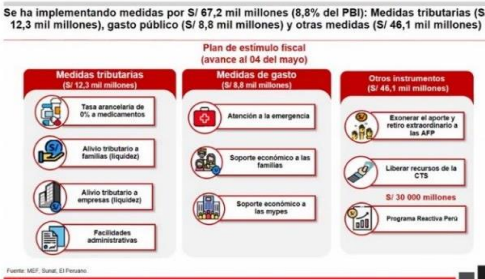 Se ha implementando medidas por S/ 67,2 mil millones (8,8% del PBI): Medidas tributarias (S
12,3 mil millones), gasto público (S/ 8,8 mil millones) y otras medidas (S/ 46,1 mil millones)
Plan de estímulo fiscal
(avance al 04 del mayo)
Medidas tributarias
(S/ 12,3 mil millones)
Tasa arancelaria de
0% a medicamentos
Alivio tributario a
familias (liquidez)
Alivio tributario a
empresas (liquidez)
Facilidades
administrativas
Medidas de gasto
(S/ 8,8 mil millones)
Atención a la emergencia
Soporte económico a las
familias
Soporte económico a
las mypes
Otros instrumentos
(S/ 46,1 mil millones)
Exonerar el aporte y
retiro extraordinario a
las AFP
Liberar recursos de la
CTS
S/ 30 000 millones
Programa Reactiva Perú
Fuente: MEF, Sunat, El Peruano